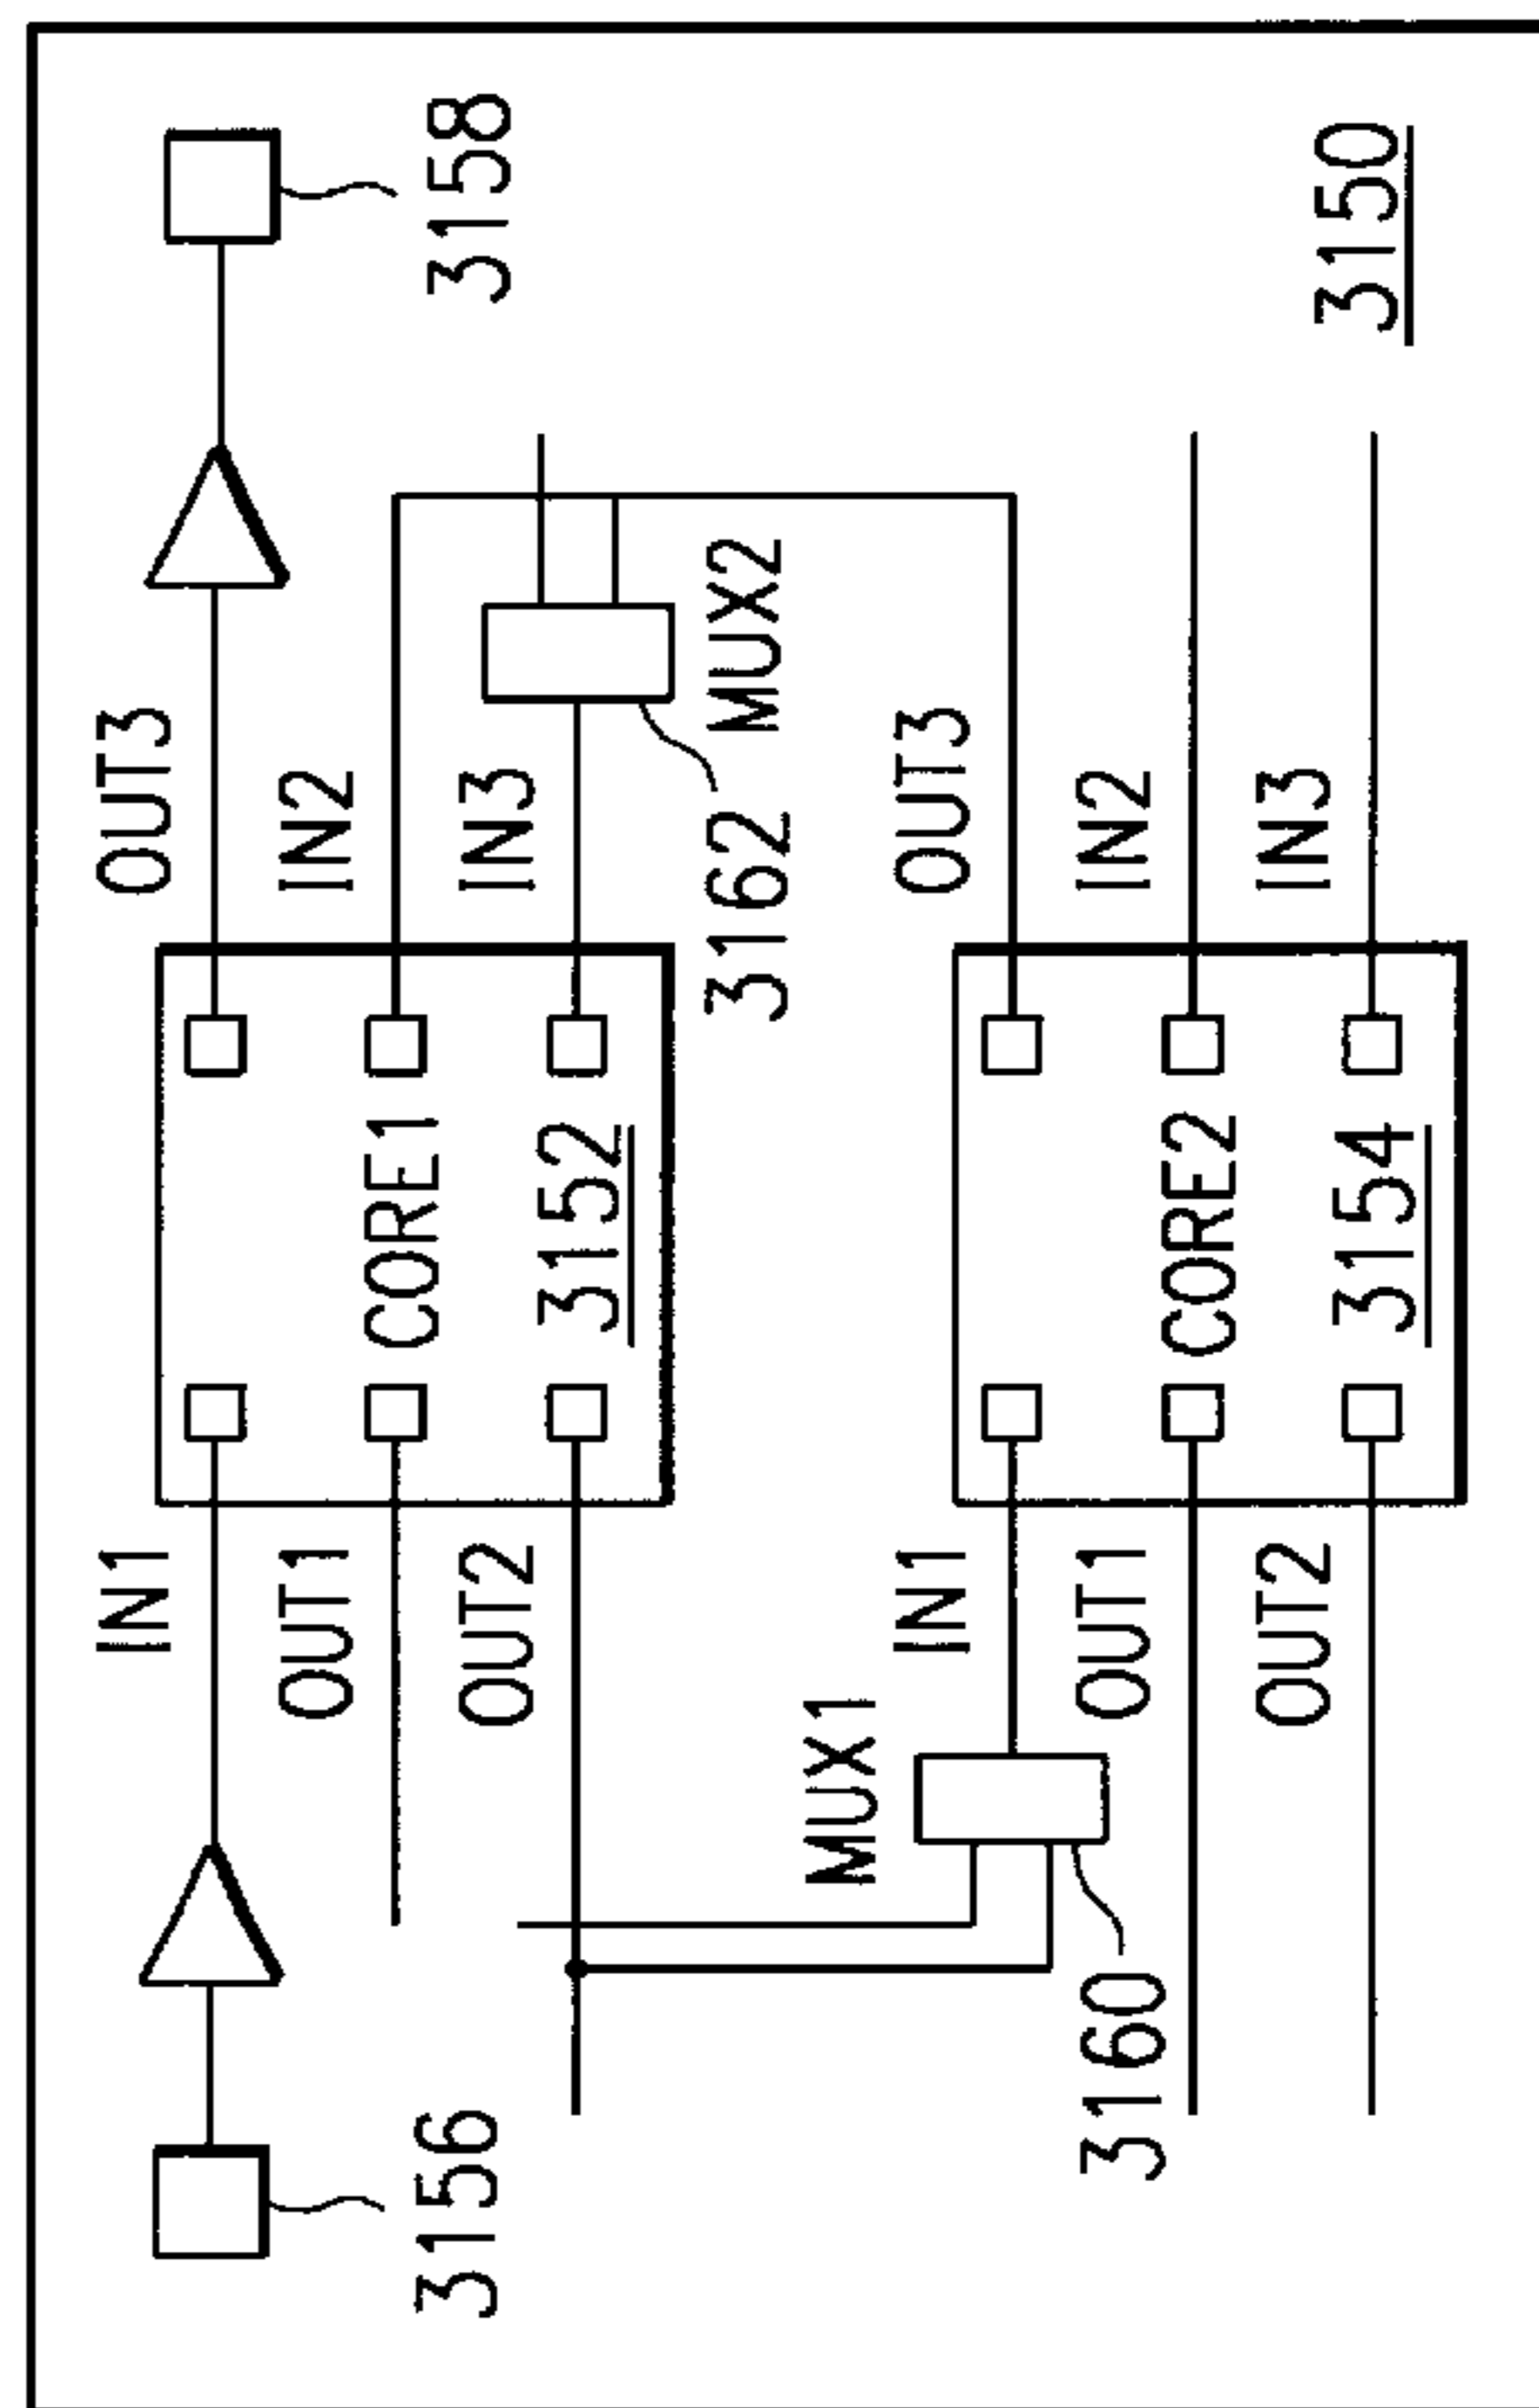 IN1
OUT3
3156
OUT1
IN2
3158
CORE1
OUT2
IN3
3152
3162
MUX2
MUX1
IN1
OUT3
3160
OUT1
IN2
CORE2
OUT2
IN3
3154
3150